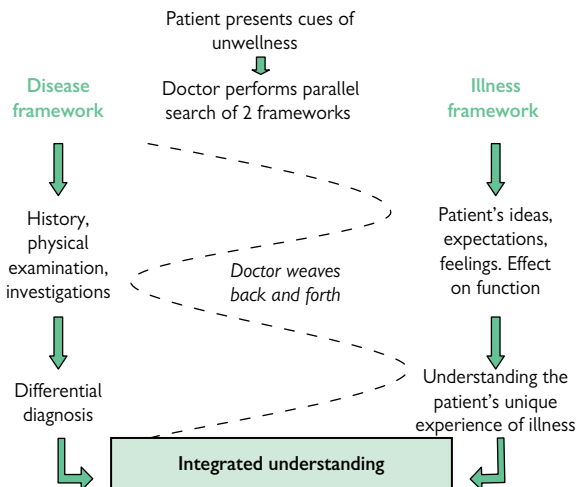 Patient presents cues of
unwellness
Disease
framework
Doctor performs parallel
search of 2 frameworks
Illness
framework
History,
physical
examination,
investigations
Doctor weaves
back and forth
Patient’s ideas,
expectations,
feelings. Effect
on function
Differential
diagnosis
Understanding the
patient’s unique
experience of illness
Integrated understanding